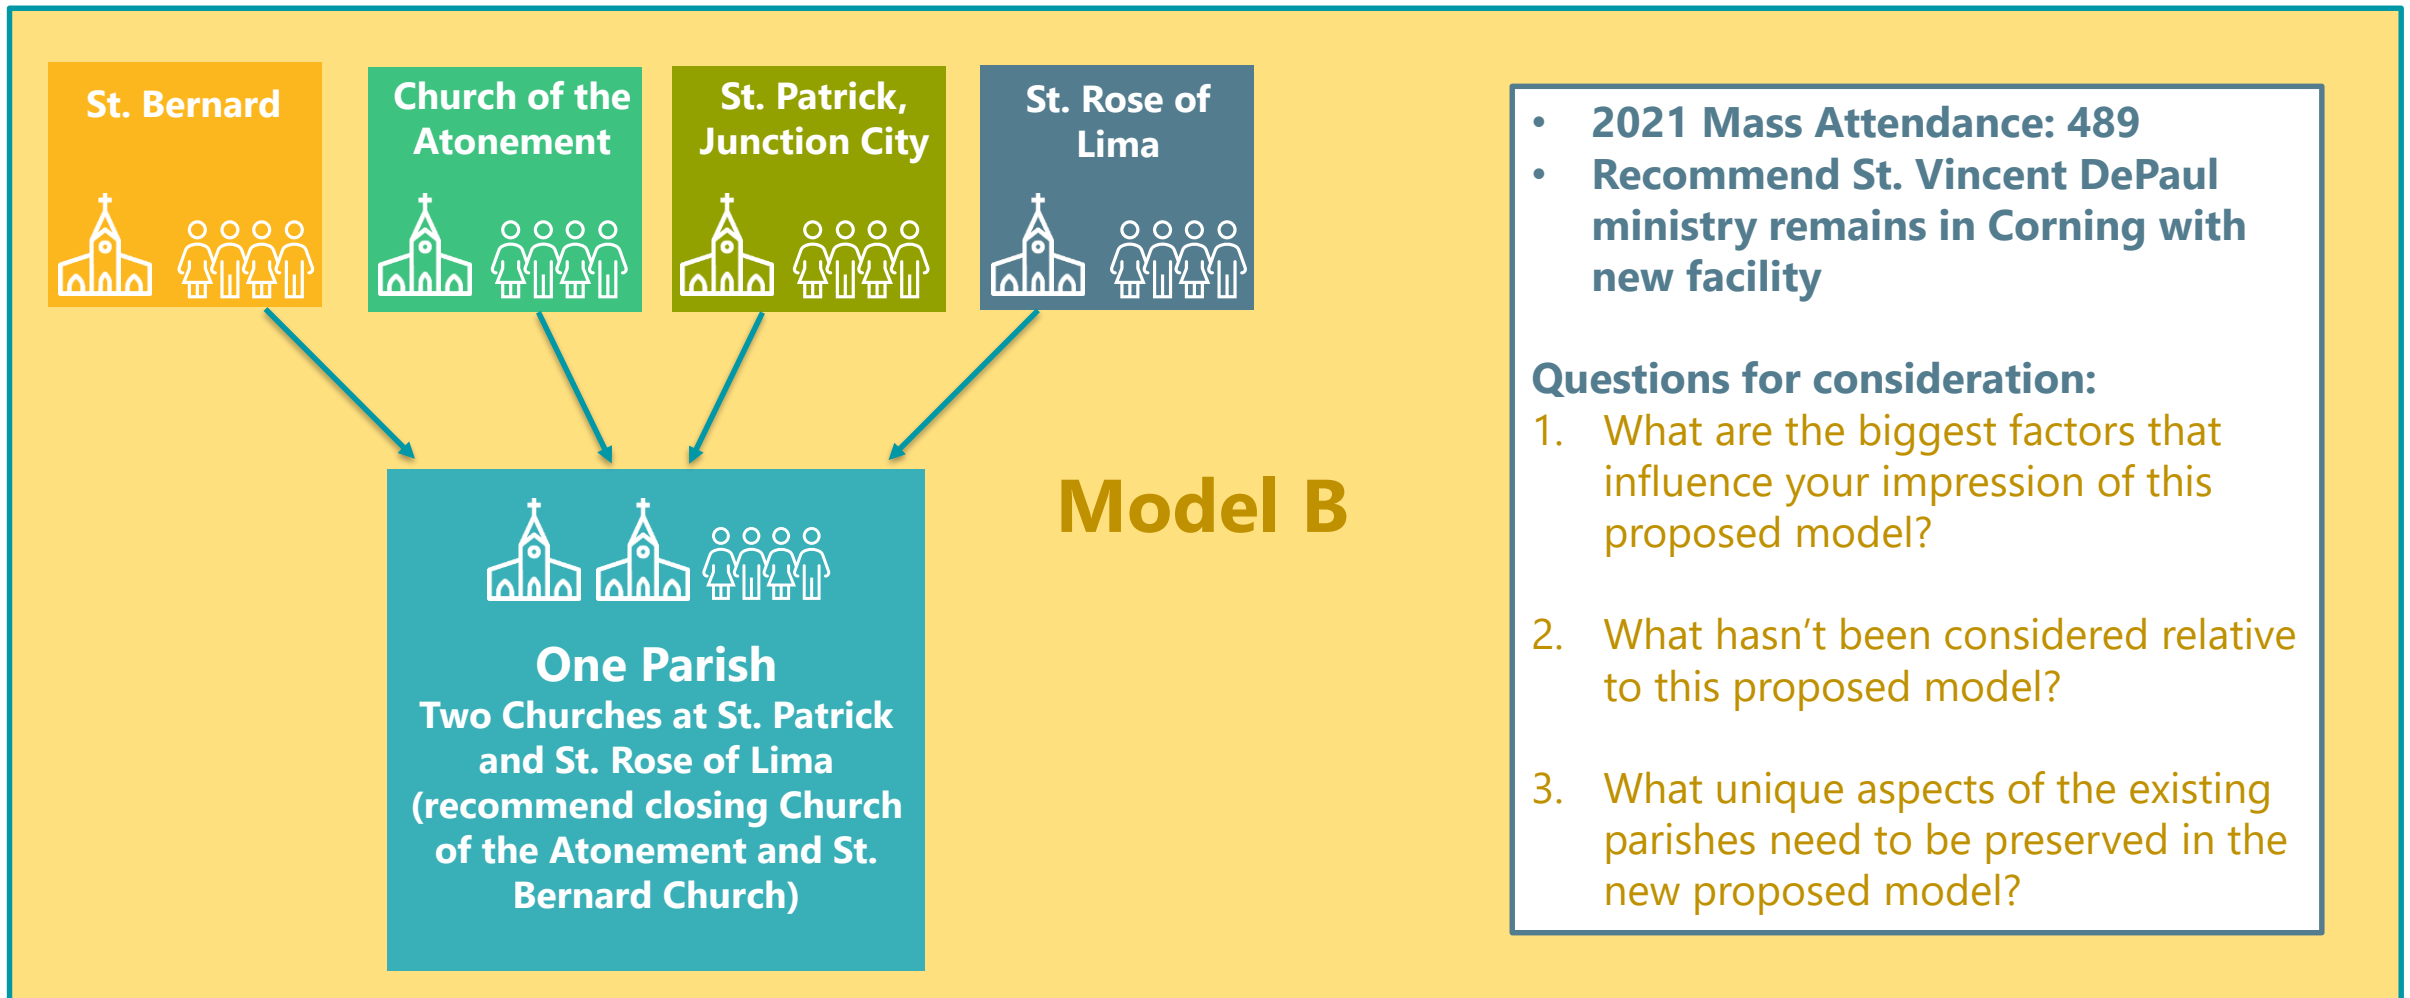 St. Bernard
Church of the
Atonement
St. Patrick,
Junction City
St. Rose of
Lima
One Parish
Two Churches at St. Patrick
and St. Rose of Lima
(recommend closing Church
of the Atonement and St.
Bernard Church)
Model B
• 2021 Mass Attendance: 489
• Recommend St. Vincent DePaul
ministry remains in Corning with
new facility
Questions for consideration:
1. What are the biggest factors that
influence your impression of this
proposed model?
2. What hasn’t been considered relative
to this proposed model?
3. What unique aspects of the existing
parishes need to be preserved in the
new proposed model?